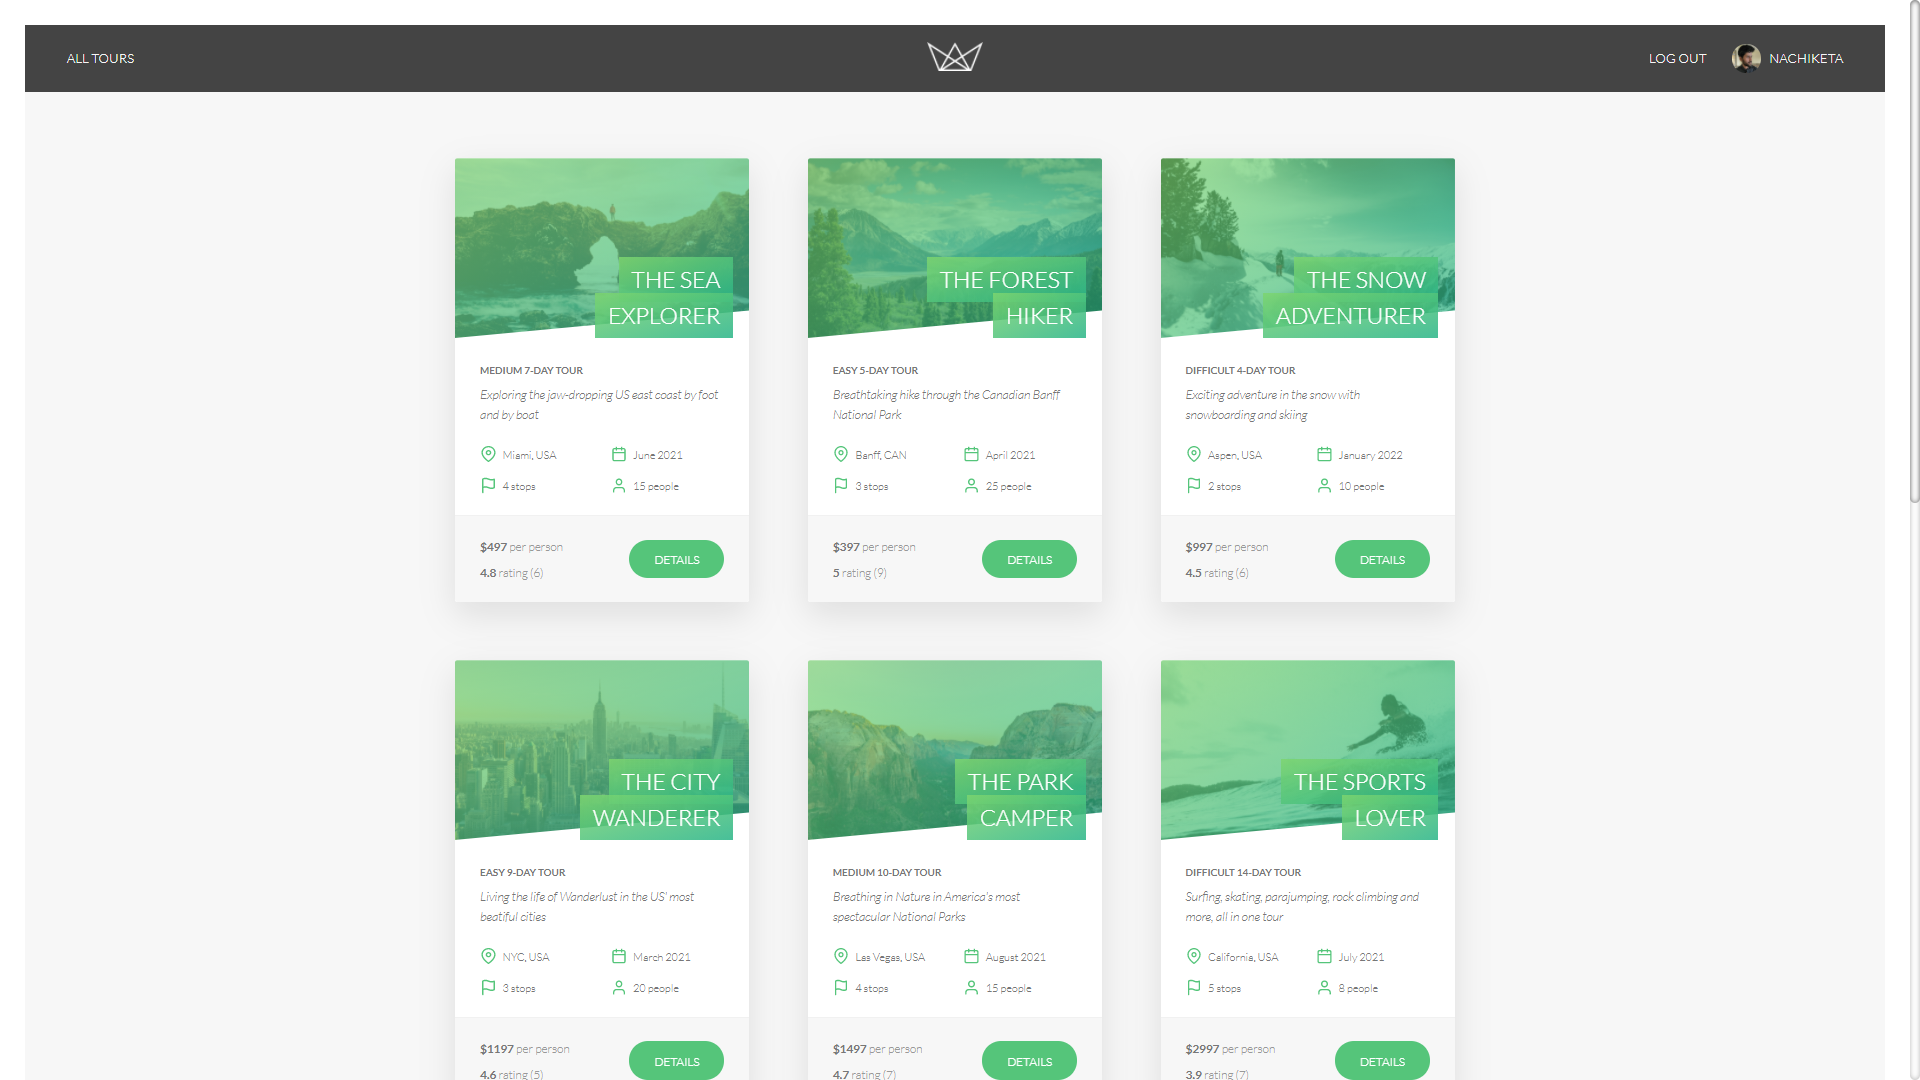 ALL TOURS
LOG OUT
NACHIKETA
THE SEA
EXPLORER
MEDIUM 7-DAY TOUR
Exploring the jaw-dropping US east coast by foot
and by boat
Miami, USA
June 2021
4 stops
15 people
$497 per person
4.8 rating (6)
DETAILS
THE FOREST
HIKER
EASY 5-DAY TOUR
Breathtaking hike through the Canadian Banff
National Park
Banff, CAN
April 2021
3 stops
25 people
$397 per person
5 rating (9)
DETAILS
THE SNOW
ADVENTURER
DIFFICULT 4-DAY TOUR
Exciting adventure in the snow with
snowboarding and skiing
Aspen, USA
January 2022
2 stops
10 people
$997 per person
4.5 rating (6)
DETAILS
THE CITY
WANDERER
EASY 9-DAY TOUR
Living the life of Wanderlust in the US' most
beatiful cities
NYC, USA
March 2021
3 stops
20 people
$1197 per person
4.6 rating (5)
DETAILS
THE PARK
CAMPER
MEDIUM 10-DAY TOUR
Breathing in Nature in America's most
spectacular National Parks
Las Vegas, USA
August 2021
4 stops
15 people
$1497 per person
4.7 rating (7)
DETAILS
THE SPORTS
LOVER
DIFFICULT 14-DAY TOUR
Surfing, skating, parajumping, rock climbing and
more, all in one tour
California, USA
July 2021
5 stops
8 people
$2997 per person
3.9 rating (7)
DETAILS